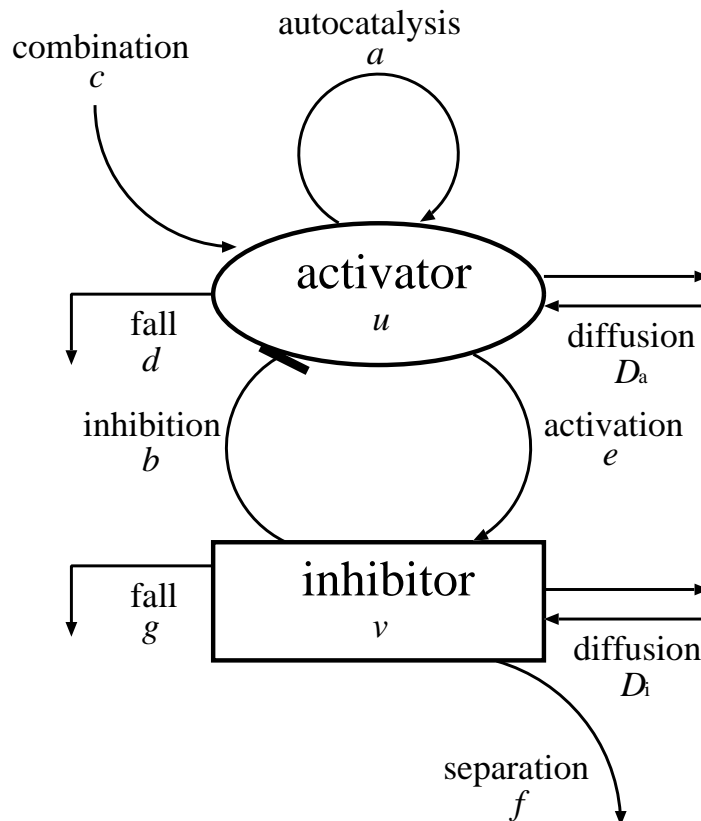 autocatalysis
a
combination
c
activator
u
fall
d
diffusion
Da
inhibition
b
activation
e
inhibitor
v
fall
g
diffusion
Di
separation
f